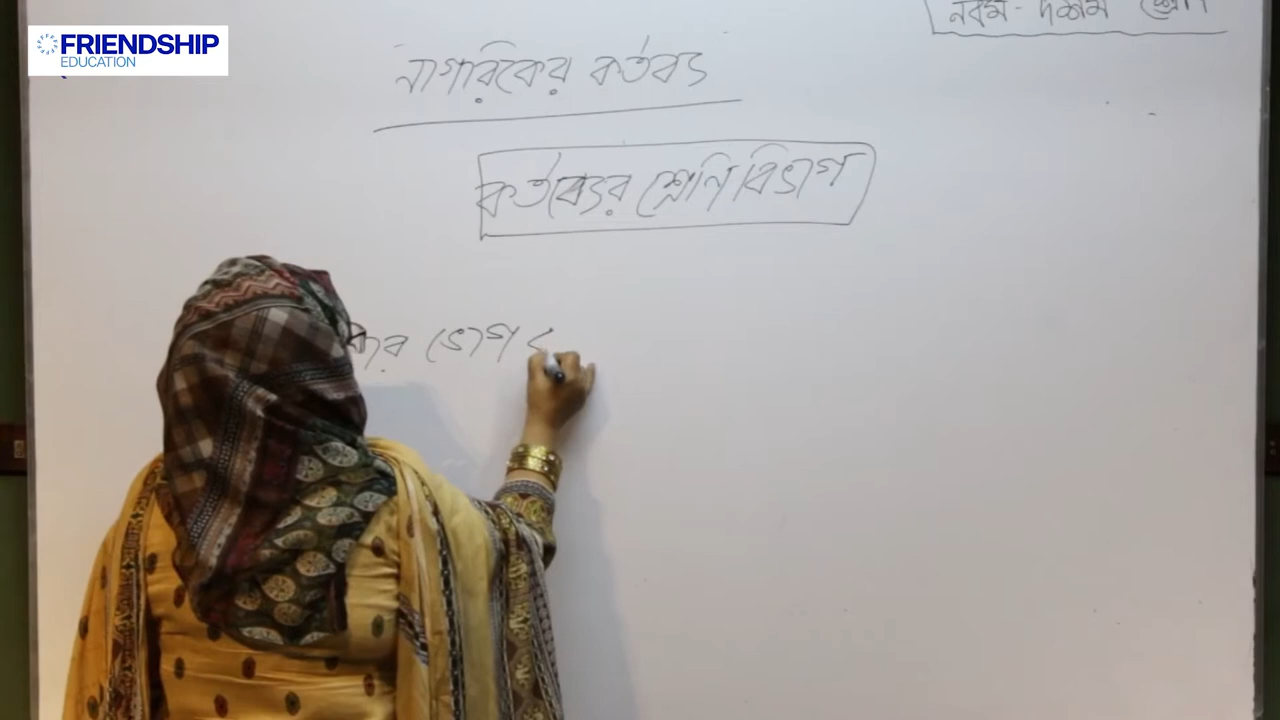 FRIENDSHIP
EDUCATION
নবম - দশম শ্রেণি
নাগরিকের কর্তব্য
কর্তব্যের শ্রেণি বিভাগ
ভোগ